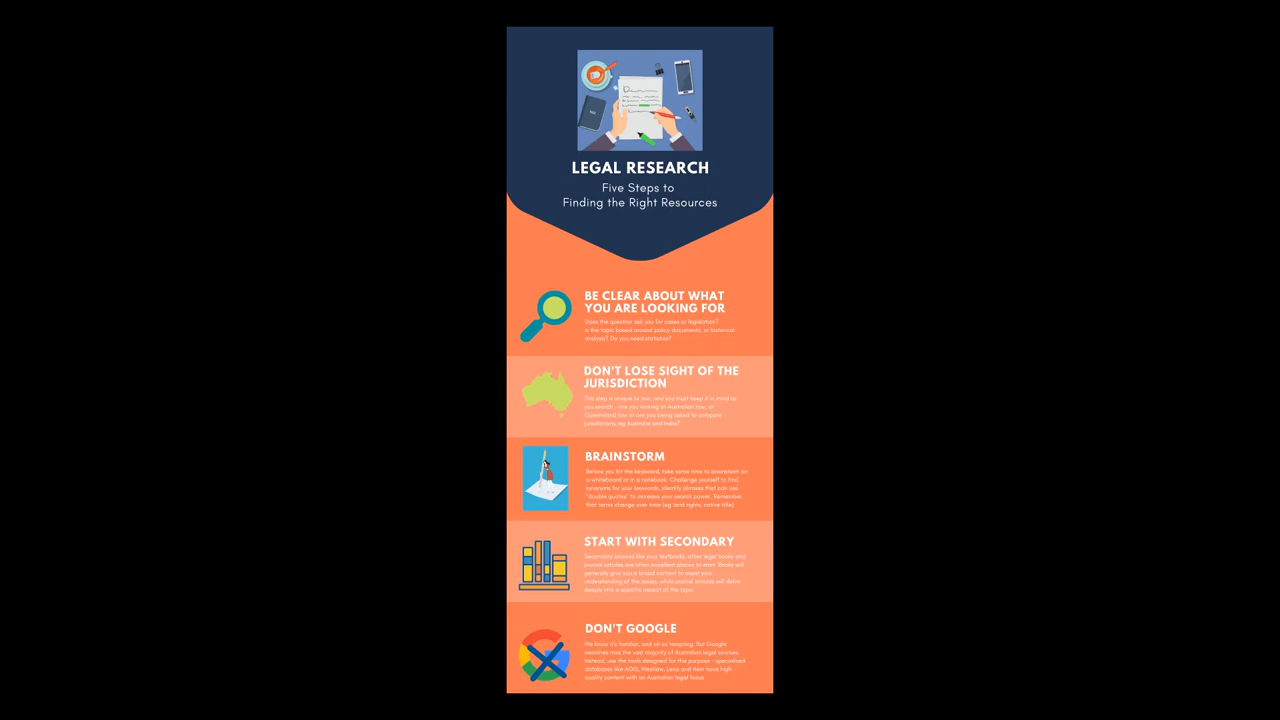 LEGAL RESEARCH
Five Steps to
Finding the Right Resources
BE CLEAR ABOUT WHAT
YOU ARE LOOKING FOR
Does the question ask you for cases or legislation?
Is the topic based around policy documents, or historical
analysis? Do you need statistics?
DON'T LOSE SIGHT OF THE
JURISDICTION
This step is unique to law, and you must keep it in mind as
you search - are you looking at Australian law, at
Queensland law or are you being asked to compare
jurisdictions, eg Australia and India?
BRAINSTORM
Before you hit the keyboard, take some time to brainstorm on
a whiteboard or in a notebook. Challenge yourself to find
synonyms for your keywords, identify phrases that can use
"double quotes" to increase your search power. Remember
that terms change over time (eg land rights, native title)
START WITH SECONDARY
Secondary sources like your textbooks, other legal books and
journal articles are often excellent places to start. Books will
generally give you a broad context to assist your
understanding of the issues, while journal articles will delve
deeply into a specific aspect of the topic
DON'T GOOGLE
We know it's familiar, and oh so tempting. But Google
searches miss the vast majority of Australian legal sources.
Instead, use the tools designed for this purpose - specialised
databases like AGIS, Westlaw, Lexis and Hein have high
quality content with an Australian legal focus